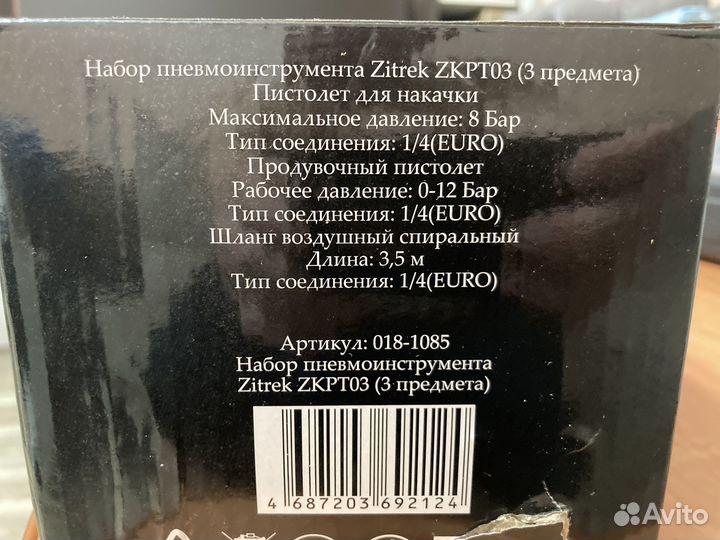 Набор пневмоинструмента Zitrek ZKPT03 (3 предмета)
Пистолет для накачки
Максимальное давление: 8 Бар
Тип соединения: 1/4(EURO)
Продувочный пистолет
Рабочее давление: 0-12 Бар
Тип соединения: 1/4(EURO)
Шланг воздушный спиральный
Длина: 3,5 м
Тип соединения: 1/4(EURO)
Артикул: 018-1085
Набор пневмоинструмента
Zitrek ZKPT03 (3 предмета)
4 687203 692124
Avito